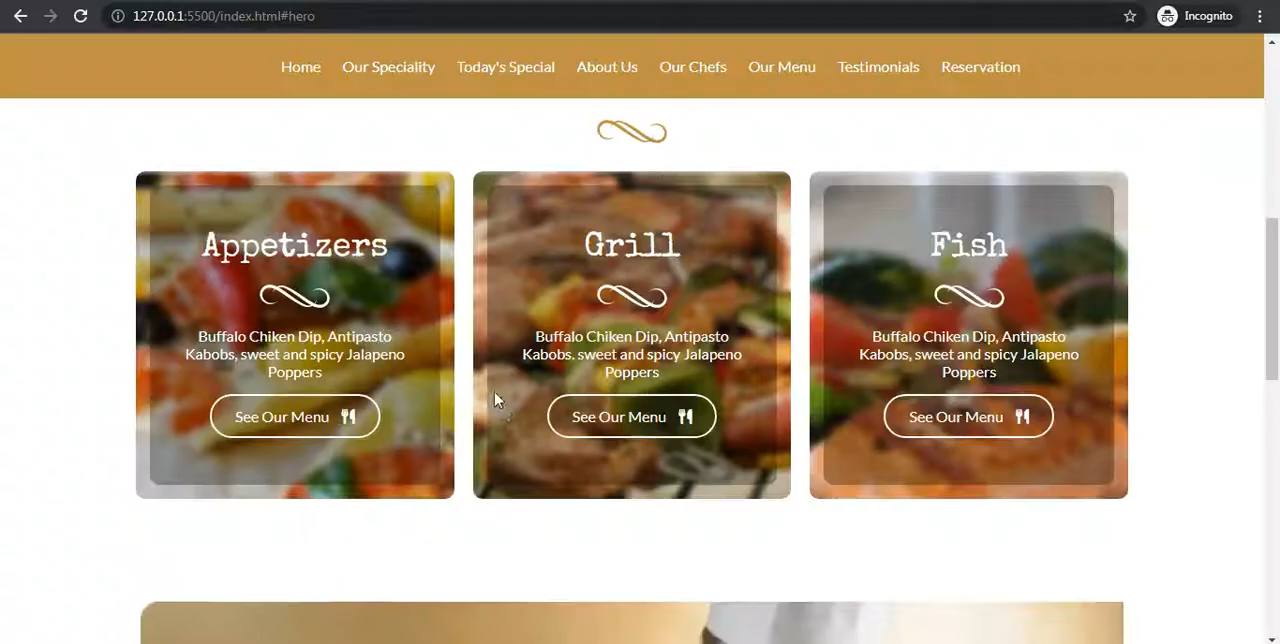 127.0.0.1:5500/index.html#hero
Incognito
Home Our Speciality Today's Special About Us Our Chefs Our Menu Testimonials Reservation
Appetizers
Buffalo Chiken Dip, Antipasto
Kabobs, sweet and spicy Jalapeno
Poppers
See Our Menu
Grill
Buffalo Chiken Dip, Antipasto
Kabobs, sweet and spicy Jalapeno
Poppers
See Our Menu
Fish
Buffalo Chiken Dip, Antipasto
Kabobs, sweet and spicy Jalapeno
Poppers
See Our Menu